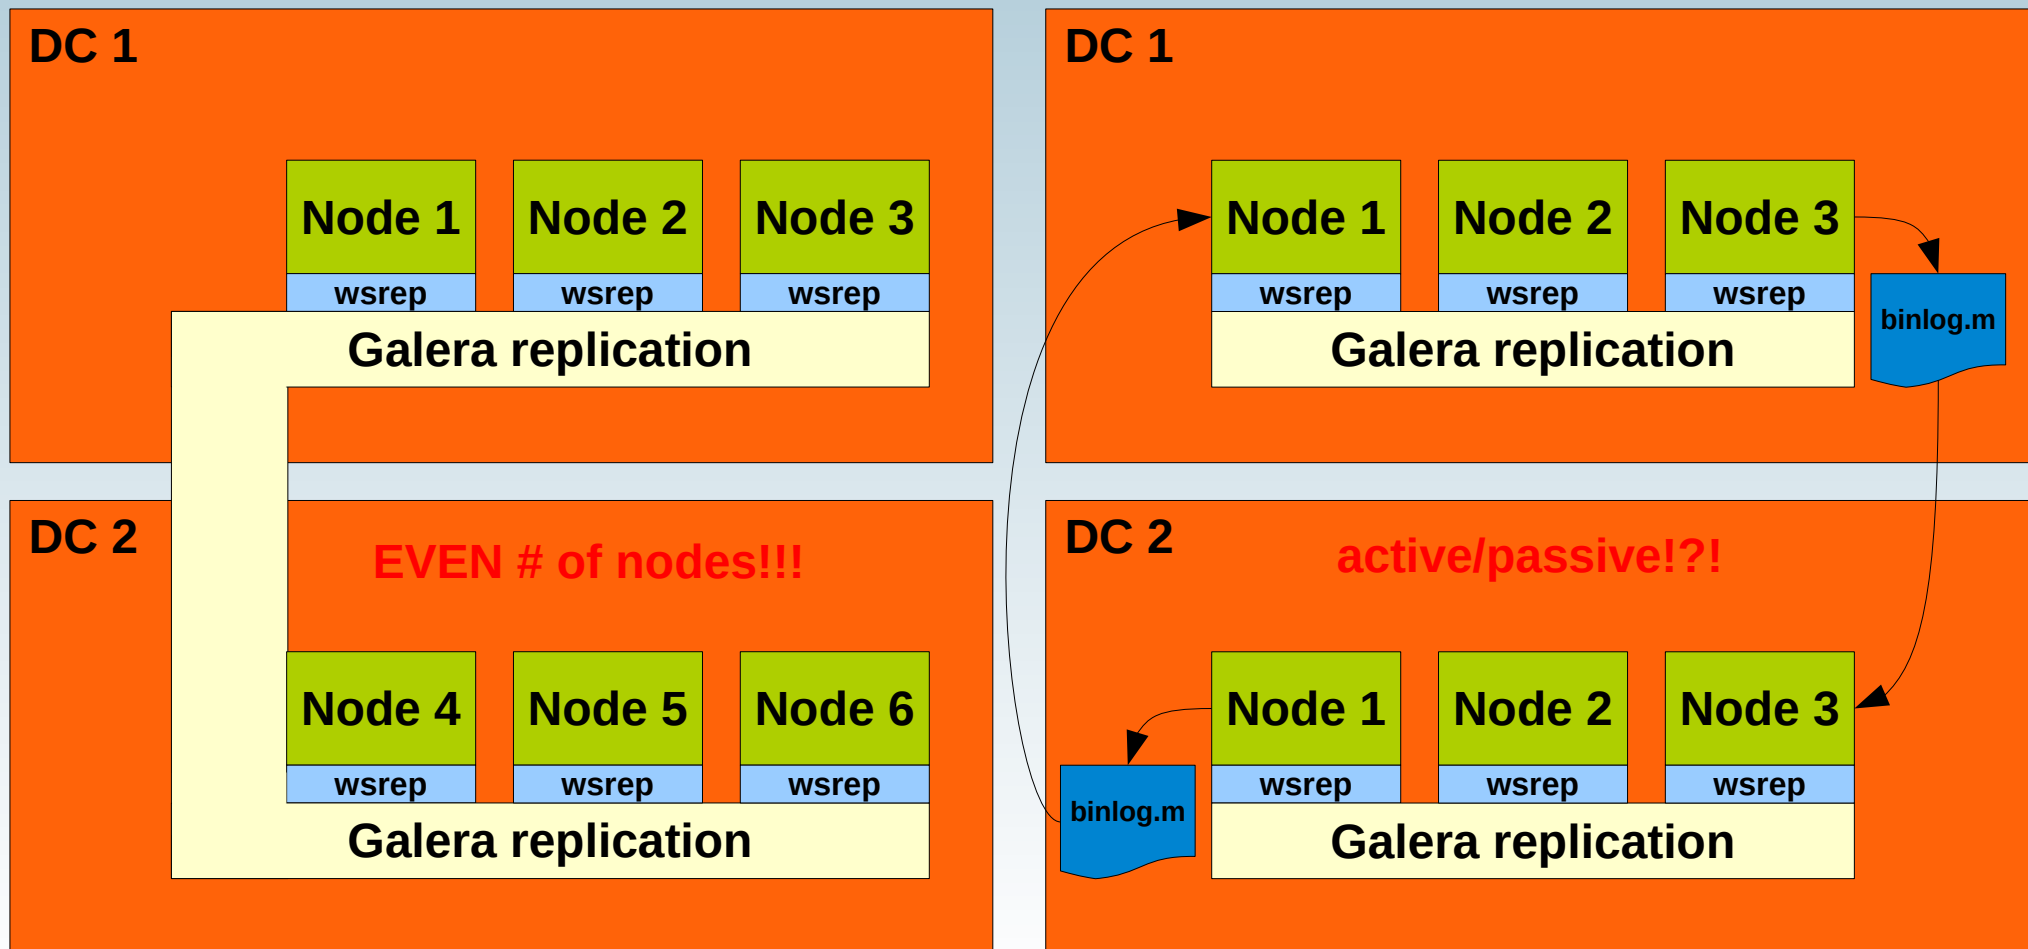 DC 1
Node 1
Node 2
Node 3
wsrep
wsrep
wsrep
Galera replication
DC 2
EVEN # of nodes!!!
Node 4
Node 5
Node 6
wsrep
wsrep
wsrep
Galera replication
DC 1
Node 1
Node 2
Node 3
wsrep
wsrep
wsrep
binlog.m
Galera replication
DC 2
active/passive!?!
Node 1
Node 2
Node 3
wsrep
wsrep
wsrep
binlog.m
Galera replication